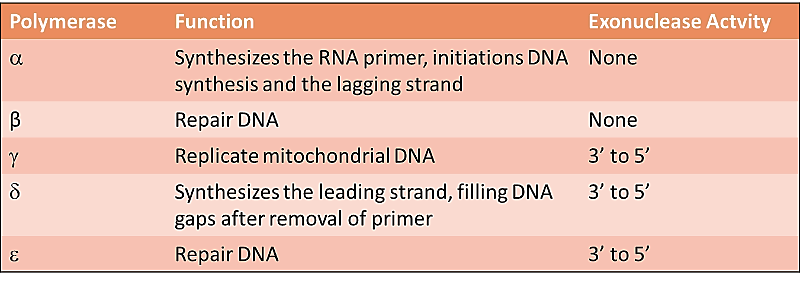 Polymerase Function Exonuclease Actvity
α Synthesizes the RNA primer, initiations DNA None
synthesis and the lagging strand
β Repair DNA None
γ Replicate mitochondrial DNA 3’ to 5’
δ Synthesizes the leading strand, filling DNA 3’ to 5’
gaps after removal of primer
ε Repair DNA 3’ to 5’